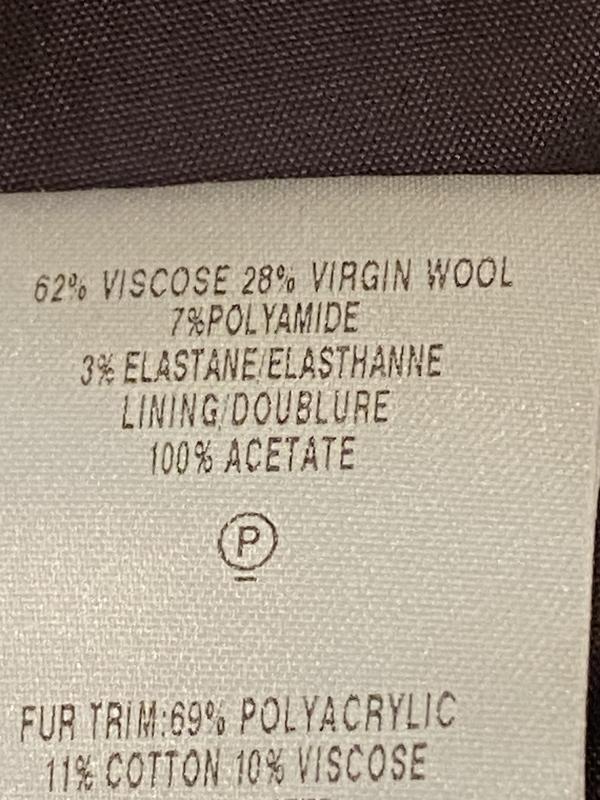 62% VISCOSE 28% VIRGIN WOOL
7%POLYAMIDE
3% ELASTANE/ELASTHANNE
LINING/DOUBLURE
100% ACETATE
P
FUR TRIM:69% POLYACRYLIC
11% COTTON 10% VISCOSE